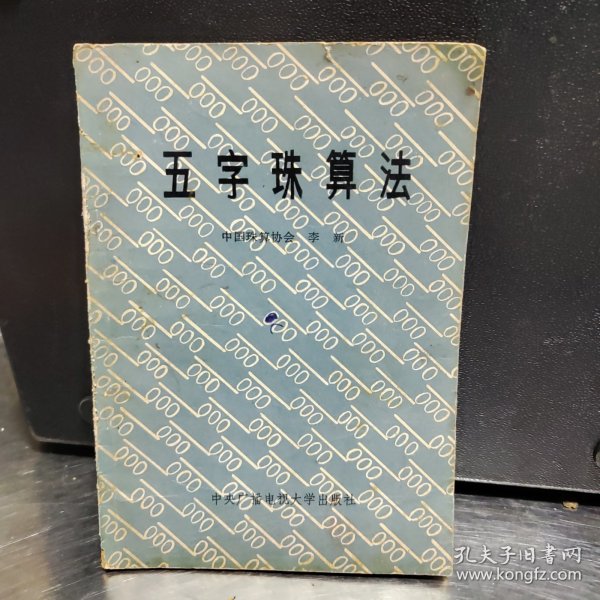 五字珠算法
中国珠算协会 李新
中央广播电视大学出版社
孔夫子旧书网
www.kongfz.com